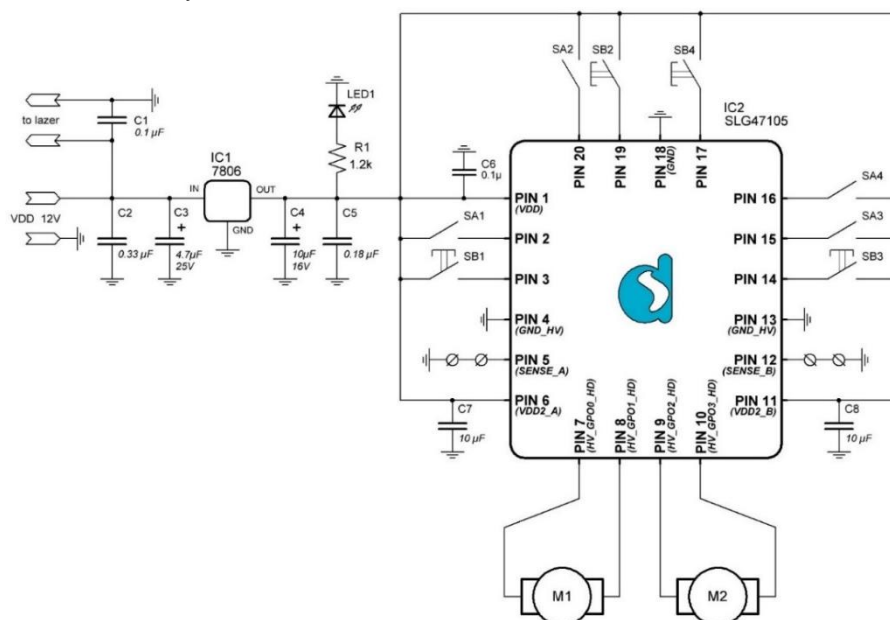 SA2
SB2
SB4
LED1
IC2
SLG47105
to lazer
C1
0.1 µF
R1
1.2k
IC1
7806
C6
0.1µ
PIN 20
PIN 19
PIN 18
(GND)
PIN 17
IN
OUT
GND
PIN 1
(VDD)
PIN 16
SA4
VDD 12V
C2
0.33 µF
C3
+
4.7µF
25V
C4
+
10µF
16V
C5
0.18 µF
SA1
PIN 2
PIN 15
SA3
SB1
PIN 3
PIN 14
SB3
PIN 4
(GND_HV)
PIN 13
(GND_HV)
PIN 5
(SENSE_A)
PIN 12
(SENSE_B)
PIN 6
(VDD2_A)
PIN 11
(VDD2_B)
C7
10 µF
C8
10 µF
PIN 7
(HV_GPO0_HD)
PIN 8
(HV_GPO1_HD)
PIN 9
(HV_GPO2_HD)
PIN 10
(HV_GPO3_HD)
M1
M2